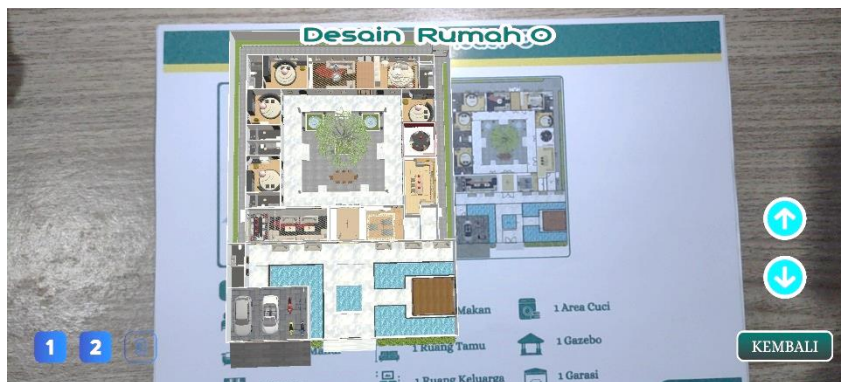 Desain Rumah
Makan
1 Area Cuci
1 2
1 Ruang Tamu
1 Gazebo
KEMBALI
1 Ruang Keluarga
1 Garasi